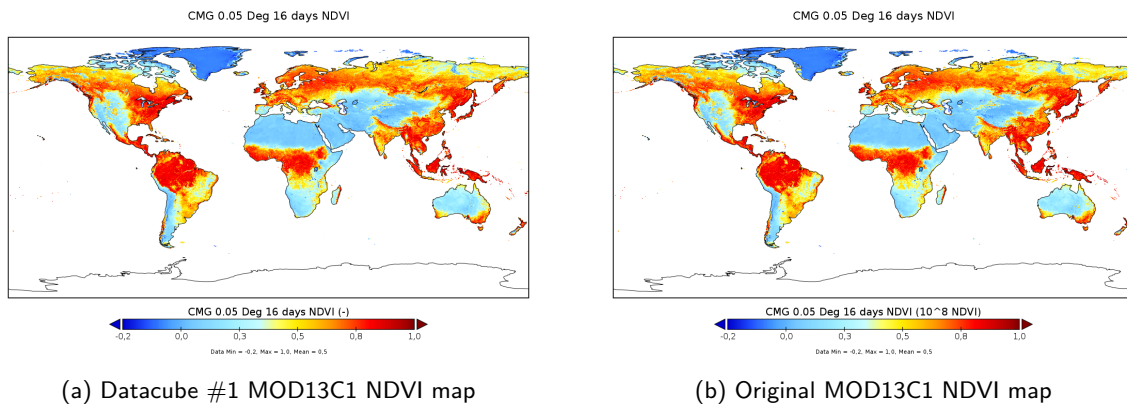 CMG 0.05 Deg 16 days NDVI
CMG 0.05 Deg 16 days NDVI (-)
-0,2 0,0 0,2 0,5 0,8 1,0
Data Min = -0,2, Max = 1,0, Mean = 0,5
(a) Datacube #1 MOD13C1 NDVI map
CMG 0.05 Deg 16 days NDVI
CMG 0.05 Deg 16 days NDVI (10^8 NDVI)
-0,2 0,0 0,2 0,5 0,8 1,0
Data Min = -0,2, Max = 1,0, Mean = 0,5
(b) Original MOD13C1 NDVI map